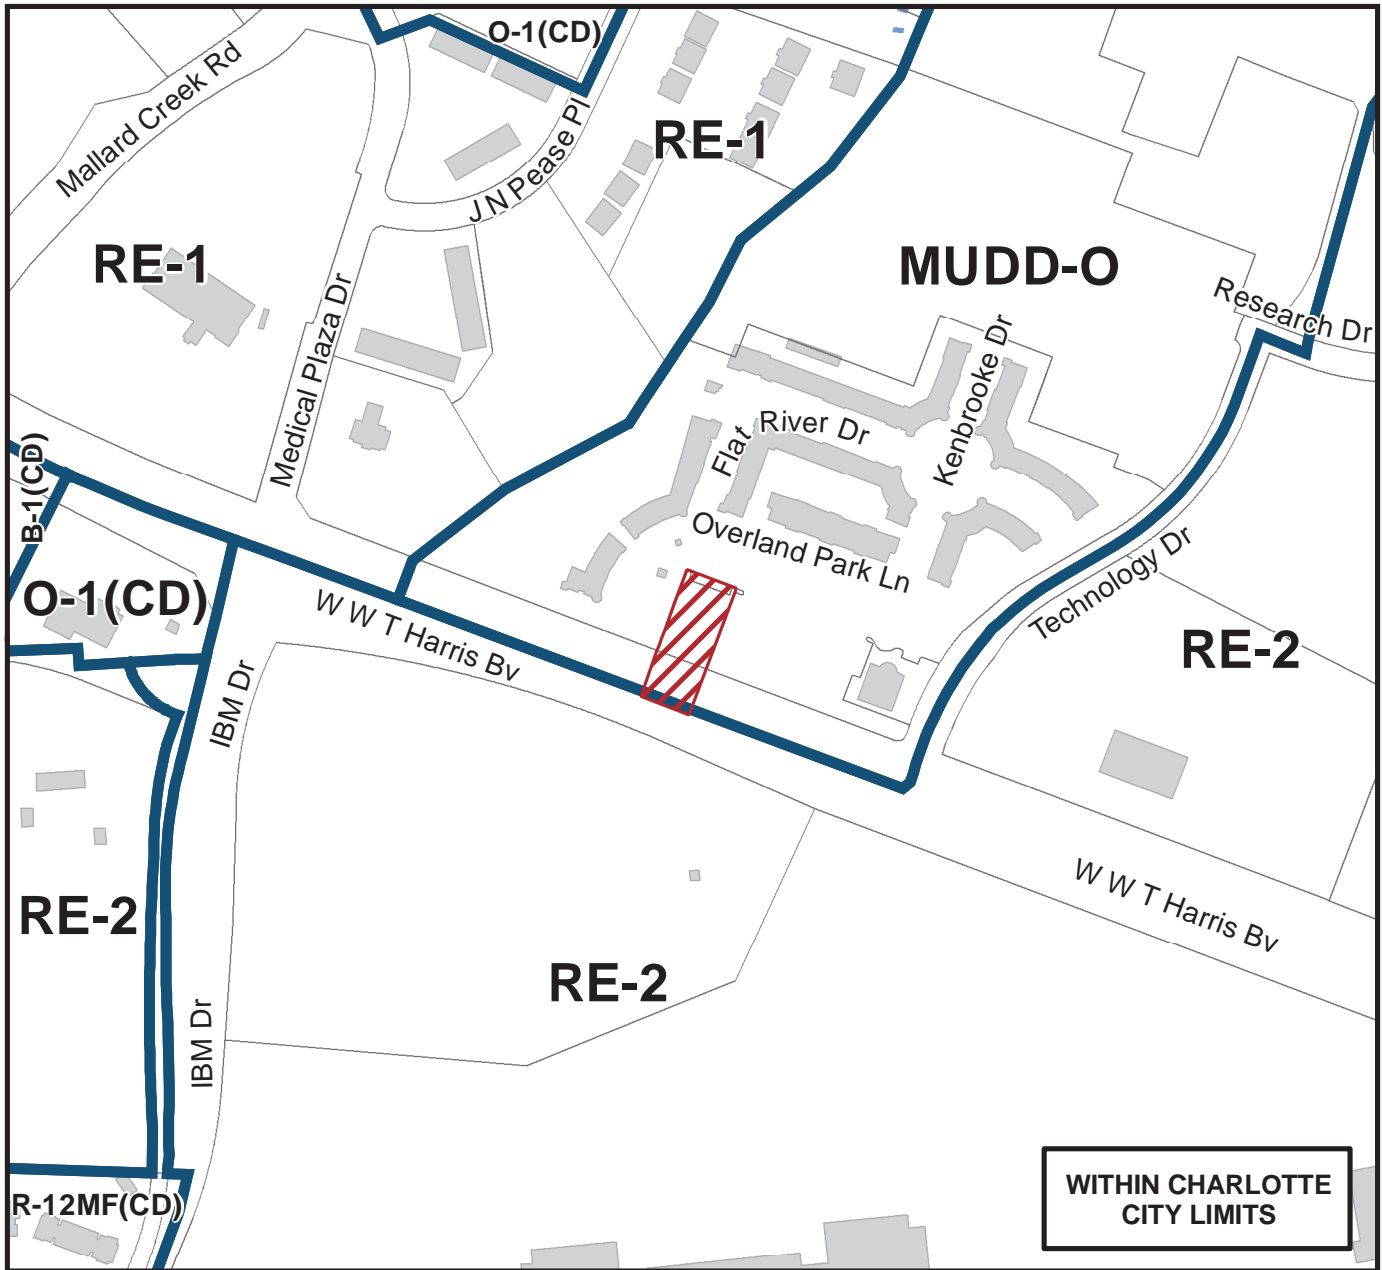 O-1(CD)
Mallard Creek Rd
J N Pease Pl
RE-1
RE-1
MUDD-O
Research Dr
Medical Plaza Dr
Kenbrooke Dr
River Dr
Flat
B-1(CD)
Overland Park Ln
O-1(CD)
W W T Harris Bv
Technology Dr
RE-2
IBM Dr
RE-2
W W T Harris Bv
RE-2
IBM Dr
R-12MF(CD)
WITHIN CHARLOTTE
CITY LIMITS